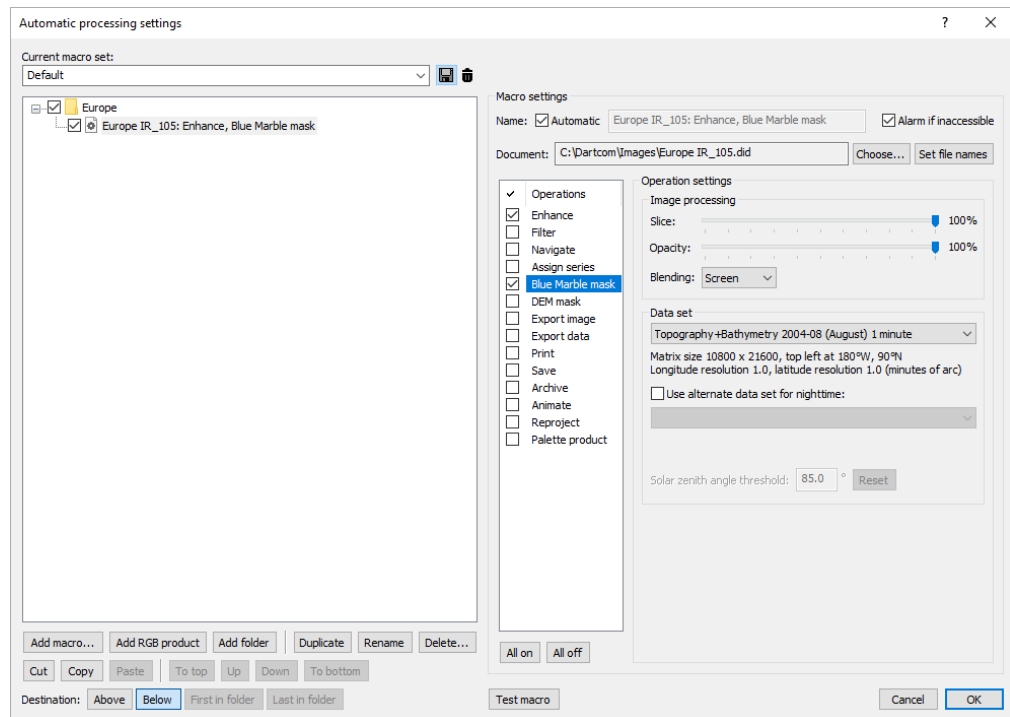 Automatic processing settings
Current macro set:
Default
Europe
Europe IR_105: Enhance, Blue Marble mask
Add macro... Add RGB product Add folder Duplicate Rename Delete...
Cut Copy Paste To top Up Down To bottom
Destination: Above Below First in folder Last in folder
Macro settings
Name: Automatic Europe IR_105: Enhance, Blue Marble mask Alarm if inaccessible
Document: C:\Dartcom\Images\Europe IR_105.did Choose... Set file names
Operations
Enhance
Filter
Navigate
Assign series
Blue Marble mask
DEM mask
Export image
Export data
Print
Save
Archive
Animate
Reproject
Palette product
All on All off
Operation settings
Image processing
Slice: 100%
Opacity: 100%
Blending: Screen
Data set
Topography+Bathymetry 2004-08 (August) 1 minute
Matrix size 10800 x 21600, top left at 180°W, 90°N
Longitude resolution 1.0, latitude resolution 1.0 (minutes of arc)
Use alternate data set for nighttime:
Solar zenith angle threshold: 85.0 ° Reset
Test macro Cancel OK